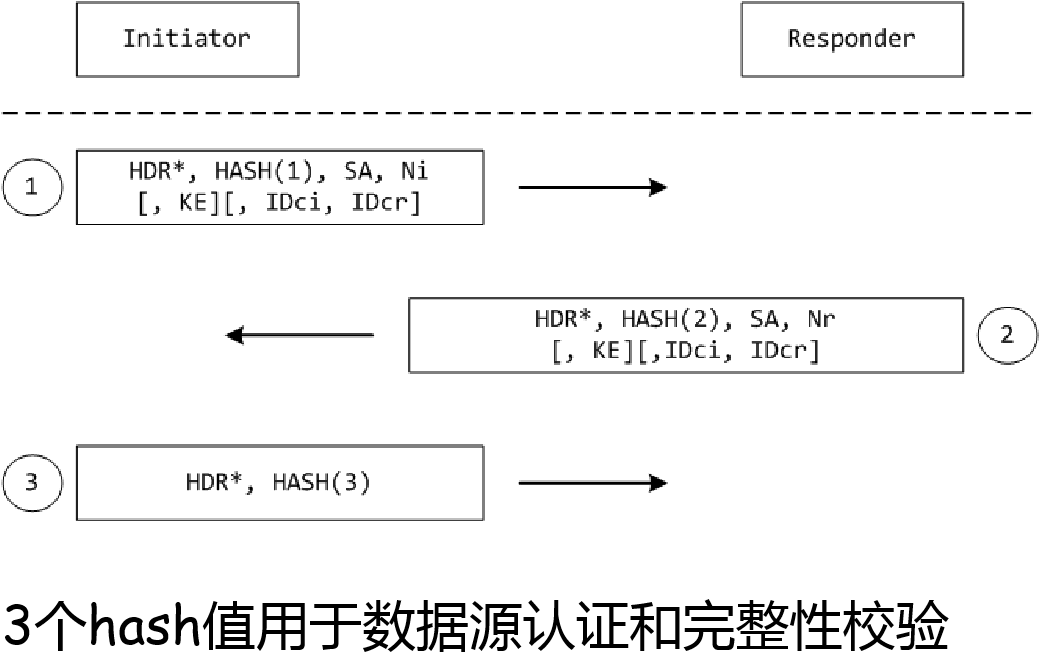 Initiator
Responder
1
HDR*, HASH(1), SA, Ni
[, KE][, IDci, IDcr]
HDR*, HASH(2), SA, Nr
[, KE][,IDci, IDcr]
2
3
HDR*, HASH(3)
3个hash值用于数据源认证和完整性校验